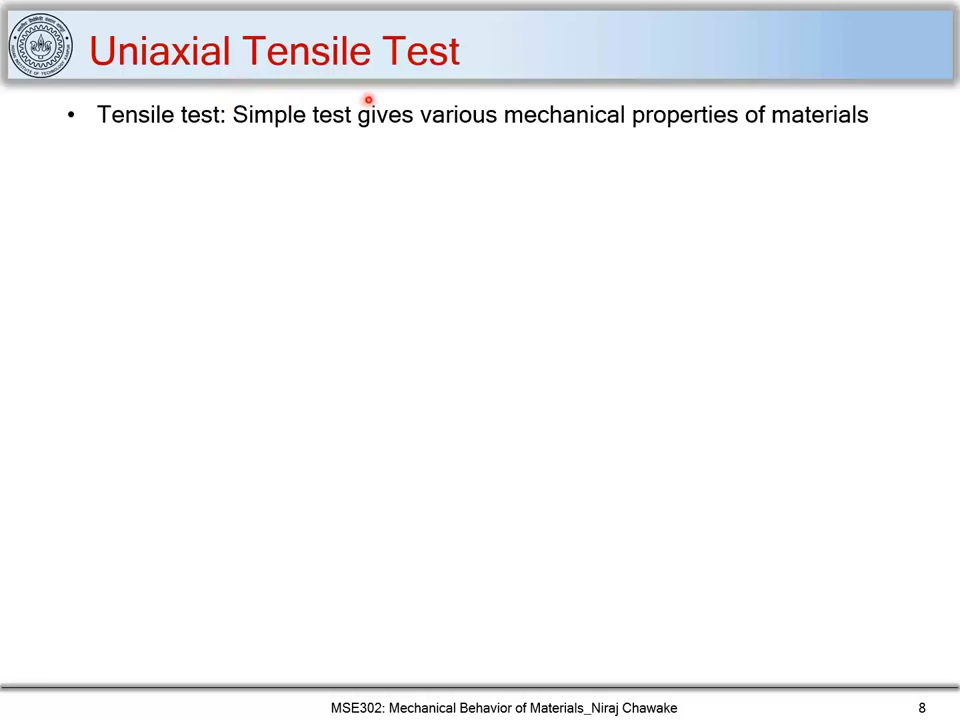 Uniaxial Tensile Test
• Tensile test: Simple test gives various mechanical properties of materials
MSE302: Mechanical Behavior of Materials_Niraj Chawake
8